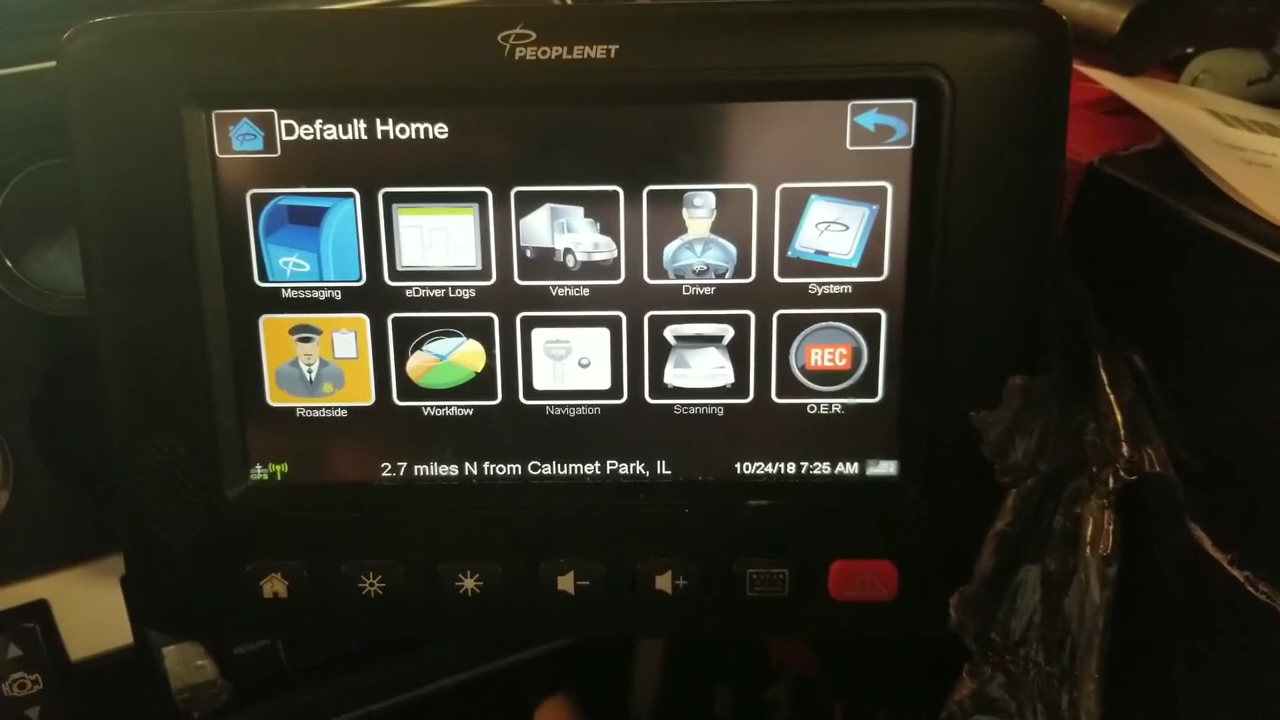 PEOPLENET
Default Home
Messaging
eDriver Logs
Vehicle
Driver
System
Roadside
Workflow
Navigation
Scanning
REC
O.E.R.
GPS
2.7 miles N from Calumet Park, IL
10/24/18 7:25 AM